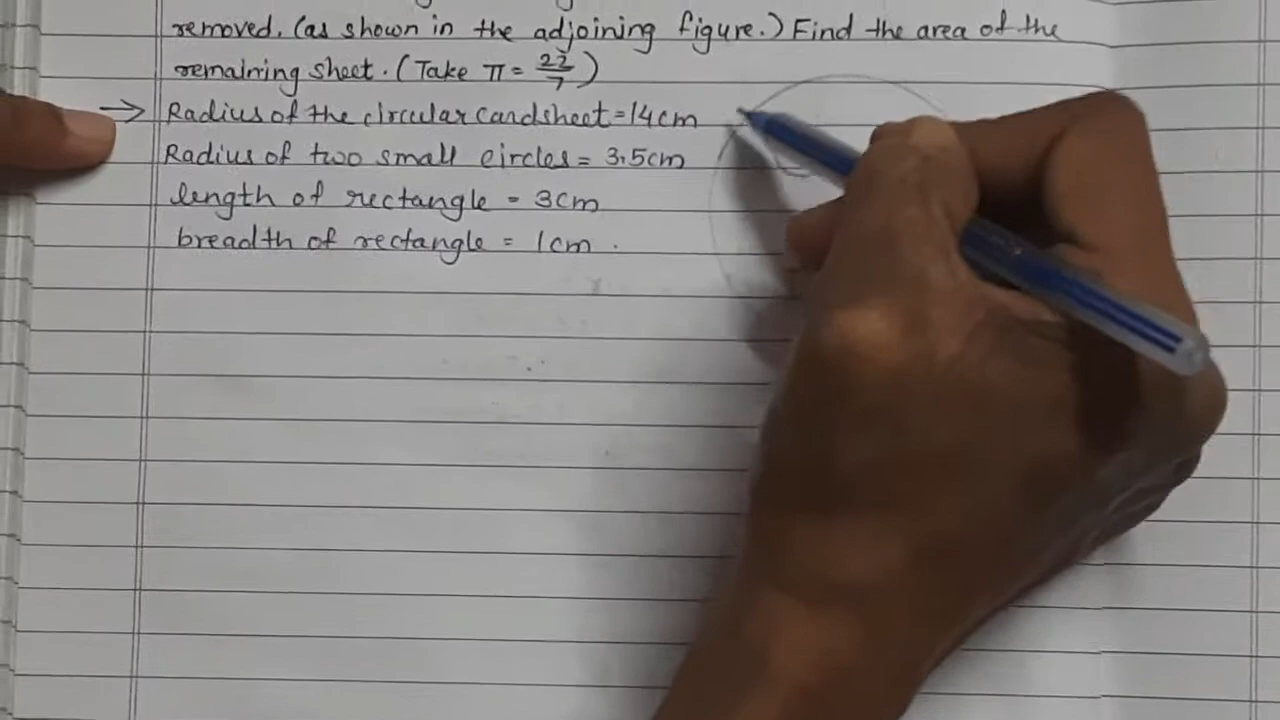 removed. (as shown in the adjoining figure.) Find the area of the
remaining sheet. (Take π = 22/7)
→ Radius of the circular cardsheet = 14cm
Radius of two small circles = 3.5cm
length of rectangle = 3cm
breadth of rectangle = 1cm.